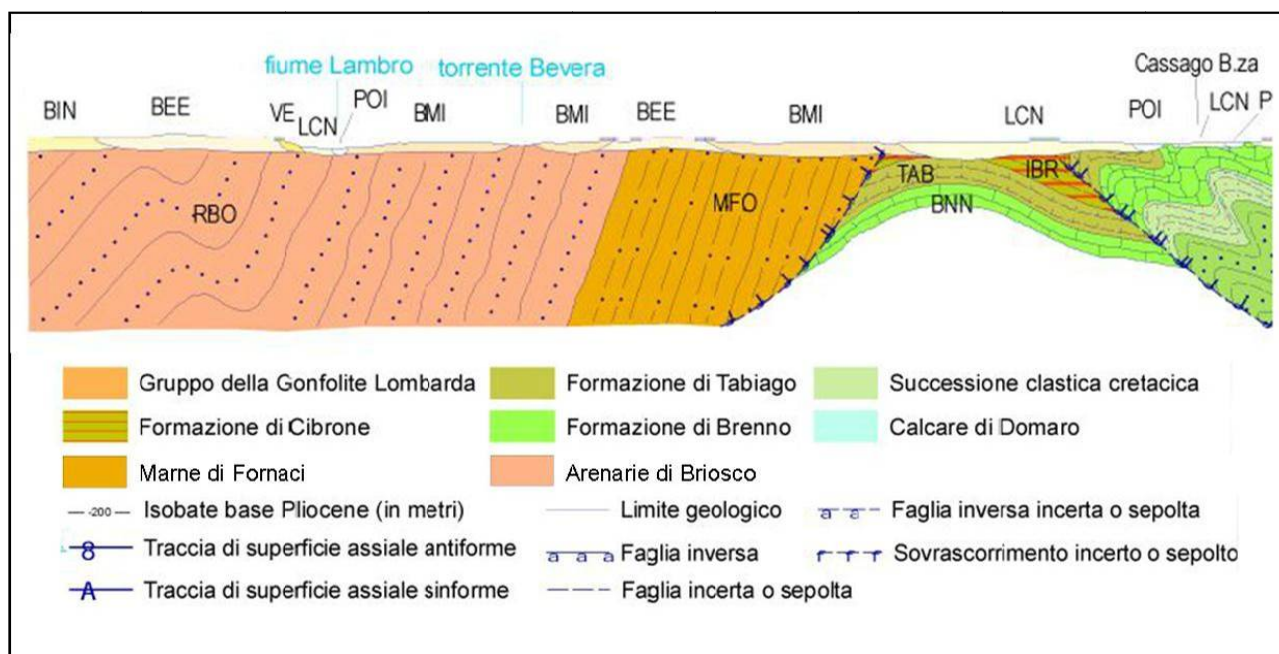 fiume Lambro torrente Bevera
Cassago B.za
BIN BEE VE LCN POI BMI BMI BEE BMI LCN POI LCN P
RBO MFO TAB BNN IBR
Gruppo della Gonfolite Lombarda Formazione di Tabiago Successione clastica cretacica
Formazione di Cibrone Formazione di Brenno Calcare di Domaro
Marne di Fornaci Arenarie di Briosco
-200 Isobate base Pliocene (in metri) Limite geologico a a Faglia inversa incerta o sepolta
8 Traccia di superficie assiale antiforme a a a Faglia inversa Sovrascorrimento incerto o sepolto
A Traccia di superficie assiale sinforme Faglia incerta o sepolta